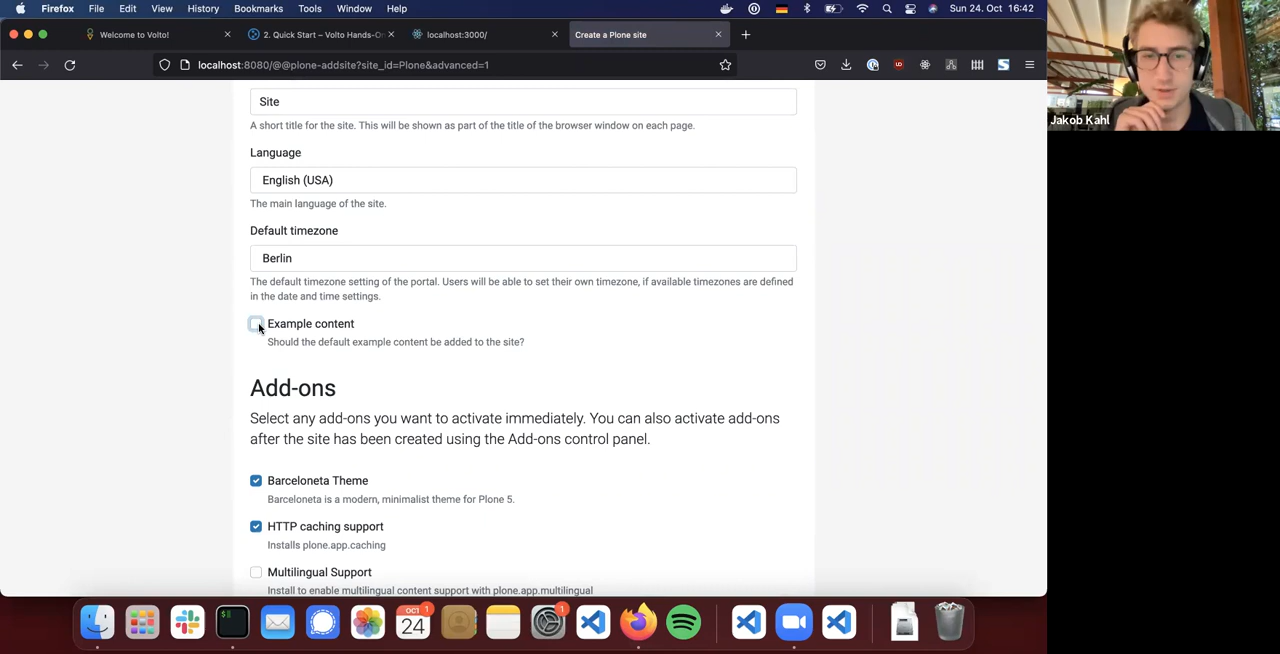 Firefox File Edit View History Bookmarks Tools Window Help Sun 24. Oct 16:42
Welcome to Volto!
2. Quick Start – Volto Hands-On
localhost:3000/
Create a Plone site
localhost:8080/@@plone-addsite?site_id=Plone&advanced=1
Jakob Kahl
Site
A short title for the site. This will be shown as part of the title of the browser window on each page.
Language
English (USA)
The main language of the site.
Default timezone
Berlin
The default timezone setting of the portal. Users will be able to set their own timezone, if available timezones are defined
in the date and time settings.
Example content
Should the default example content be added to the site?
Add-ons
Select any add-ons you want to activate immediately. You can also activate add-ons
after the site has been created using the Add-ons control panel.
Barceloneta Theme
Barceloneta is a modern, minimalist theme for Plone 5.
HTTP caching support
Installs plone.app.caching
Multilingual Support
Install to enable multilingual content support with plone.app.multilingual
OCT 1
24
1